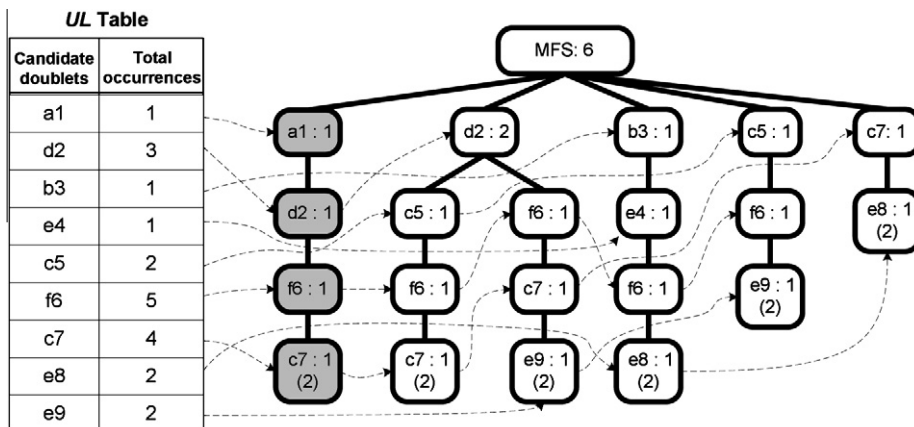 UL Table
Candidate doublets
Total occurrences
a1 1
d2 3
b3 1
e4 1
c5 2
f6 5
c7 4
e8 2
e9 2
MFS: 6
a1 : 1
d2 : 2
b3 : 1
c5 : 1
c7: 1
d2 : 1
c5 : 1
f6 : 1
e4 : 1
f6 : 1
e8 : 1
(2)
f6 : 1
f6 : 1
c7 : 1
f6 : 1
e9 : 1
(2)
c7 : 1
(2)
c7 : 1
(2)
e9 : 1
(2)
e8 : 1
(2)